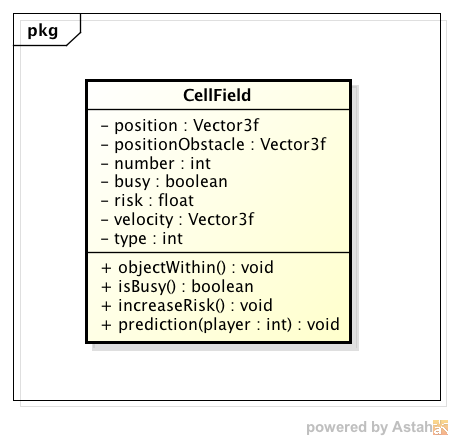 pkg
CellField
- position : Vector3f
- positionObstacle : Vector3f
- number : int
- busy : boolean
- risk : float
- velocity : Vector3f
- type : int
+ objectWithin() : void
+ isBusy() : boolean
+ increaseRisk() : void
+ prediction(player : int) : void
powered by Astah